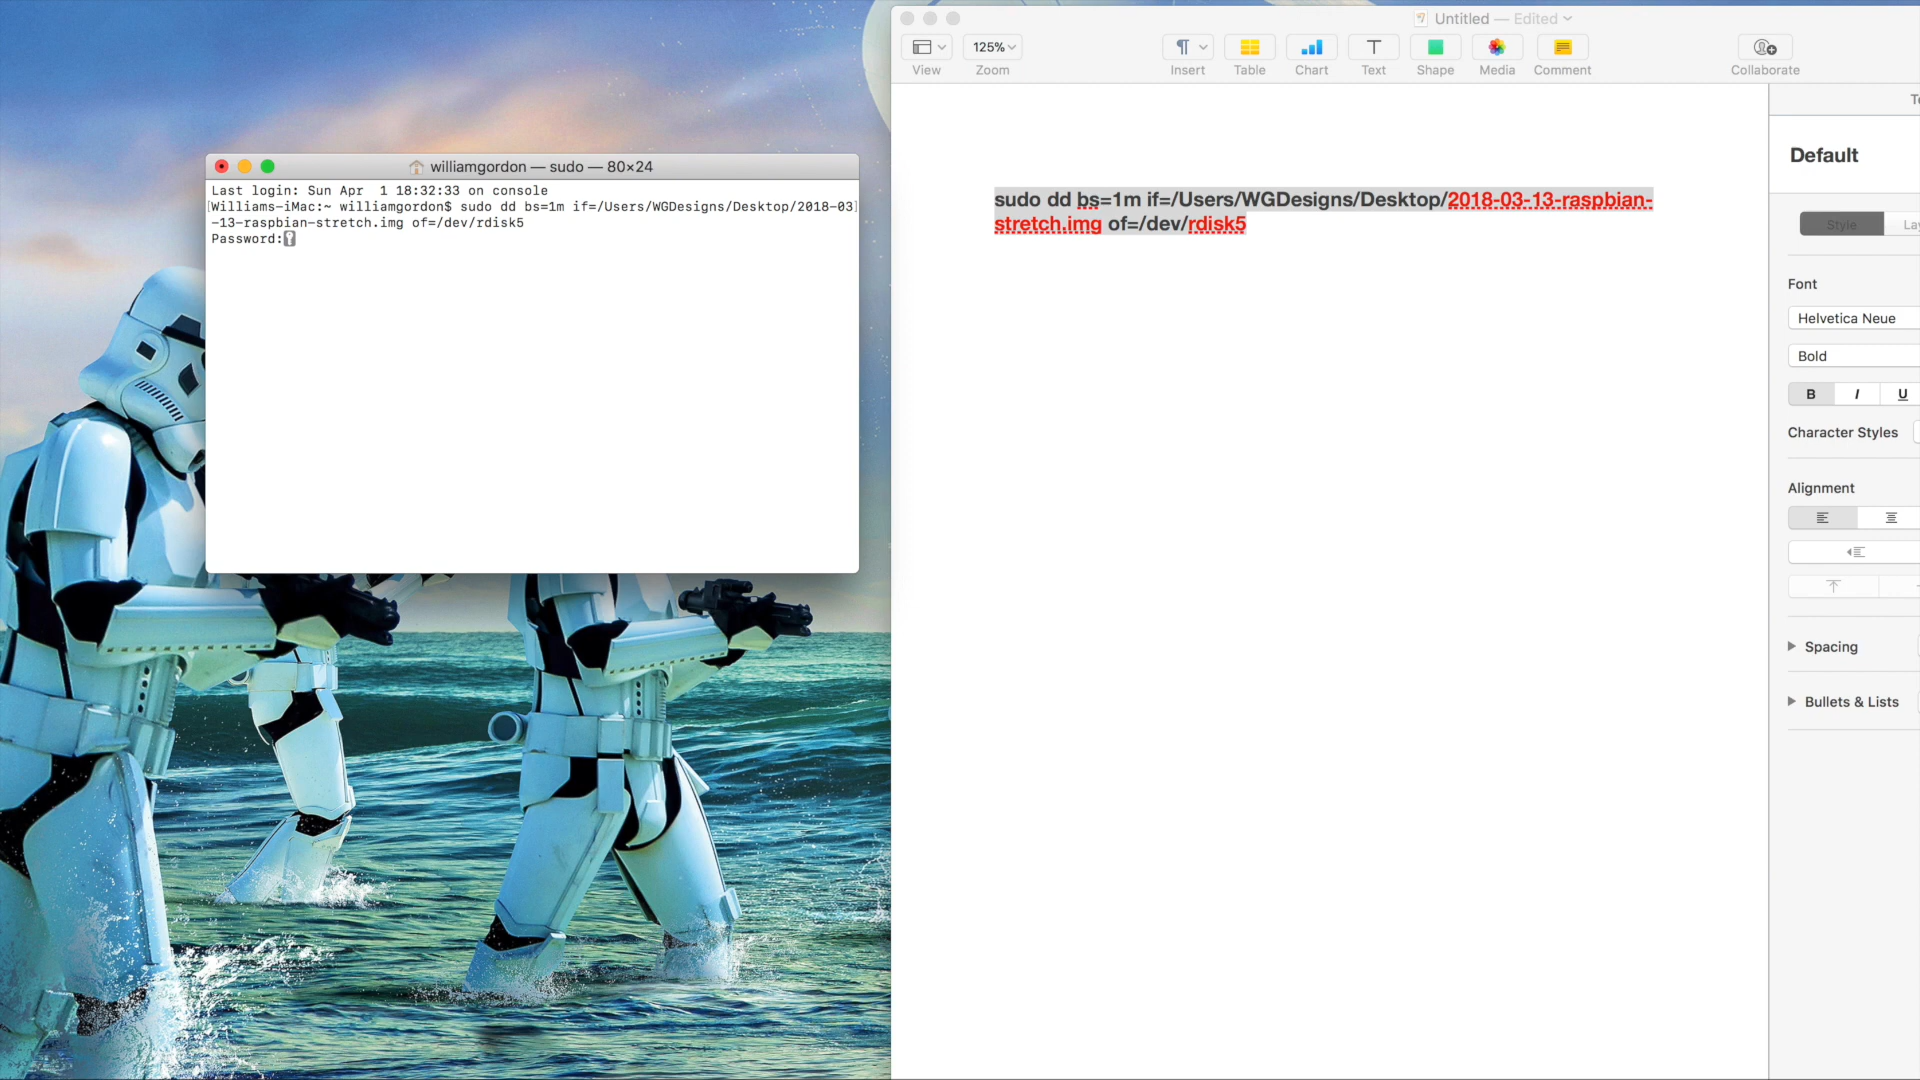 williamgordon — sudo — 80×24
Last login: Sun Apr  1 18:32:33 on console
[Williams-iMac:~ williamgordon$ sudo dd bs=1m if=/Users/WGDesigns/Desktop/2018-03]
-13-raspbian-stretch.img of=/dev/rdisk5
Password:
Untitled — Edited
125%
View
Zoom
Insert
Table
Chart
Text
Shape
Media
Comment
Collaborate
sudo dd bs=1m if=/Users/WGDesigns/Desktop/2018-03-13-raspbian-
stretch.img of=/dev/rdisk5
Default
Style
Font
Helvetica Neue
Bold
B I U
Character Styles
Alignment
Spacing
Bullets & Lists